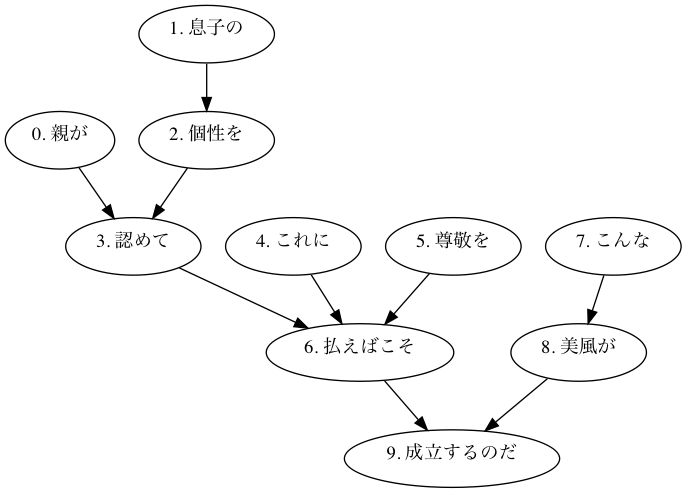 1. 息子の
0. 親が
2. 個性を
3. 認めて
4. これに
5. 尊敬を
7. こんな
6. 払えばこそ
8. 美風が
9. 成立するのだ